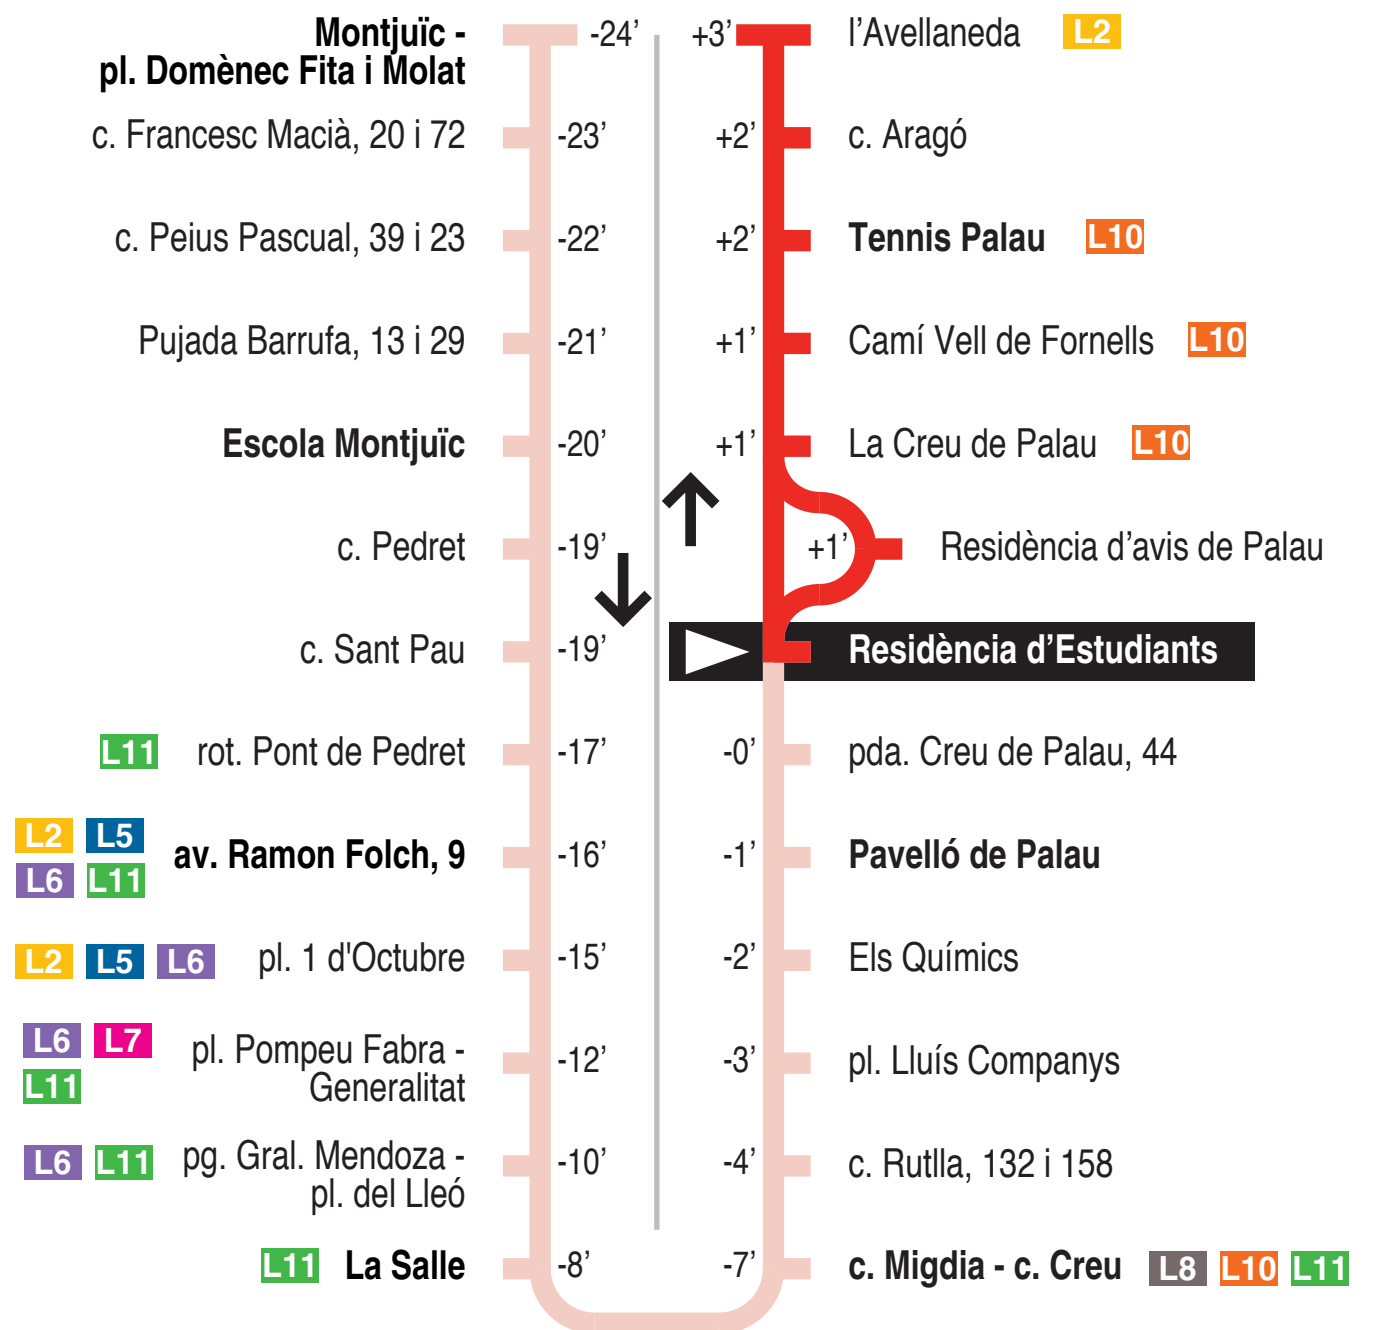 Montjuïc -
pl. Domènec Fita i Molat
-24’
c. Francesc Macià, 20 i 72
-23’
c. Peius Pascual, 39 i 23
-22’
Pujada Barrufa, 13 i 29
-21’
Escola Montjuïc
-20’
c. Pedret
-19’
c. Sant Pau
-19’
L11 rot. Pont de Pedret
-17’
L2 L5
L6 L11
av. Ramon Folch, 9
-16’
L2 L5 L6 pl. 1 d'Octubre
-15’
L6 L7
L11
pl. Pompeu Fabra -
Generalitat
-12’
L6 L11 pg. Gral. Mendoza -
pl. del Lleó
-10’
L11 La Salle
-8’
+3’
l’Avellaneda L2
+2’
c. Aragó
+2’
Tennis Palau L10
+1’
Camí Vell de Fornells L10
+1’
La Creu de Palau L10
+1’
Residència d’avis de Palau
Residència d’Estudiants
-0’
pda. Creu de Palau, 44
-1’
Pavelló de Palau
-2’
Els Químics
-3’
pl. Lluís Companys
-4’
c. Rutlla, 132 i 158
-7’
c. Migdia - c. Creu L8 L10 L11